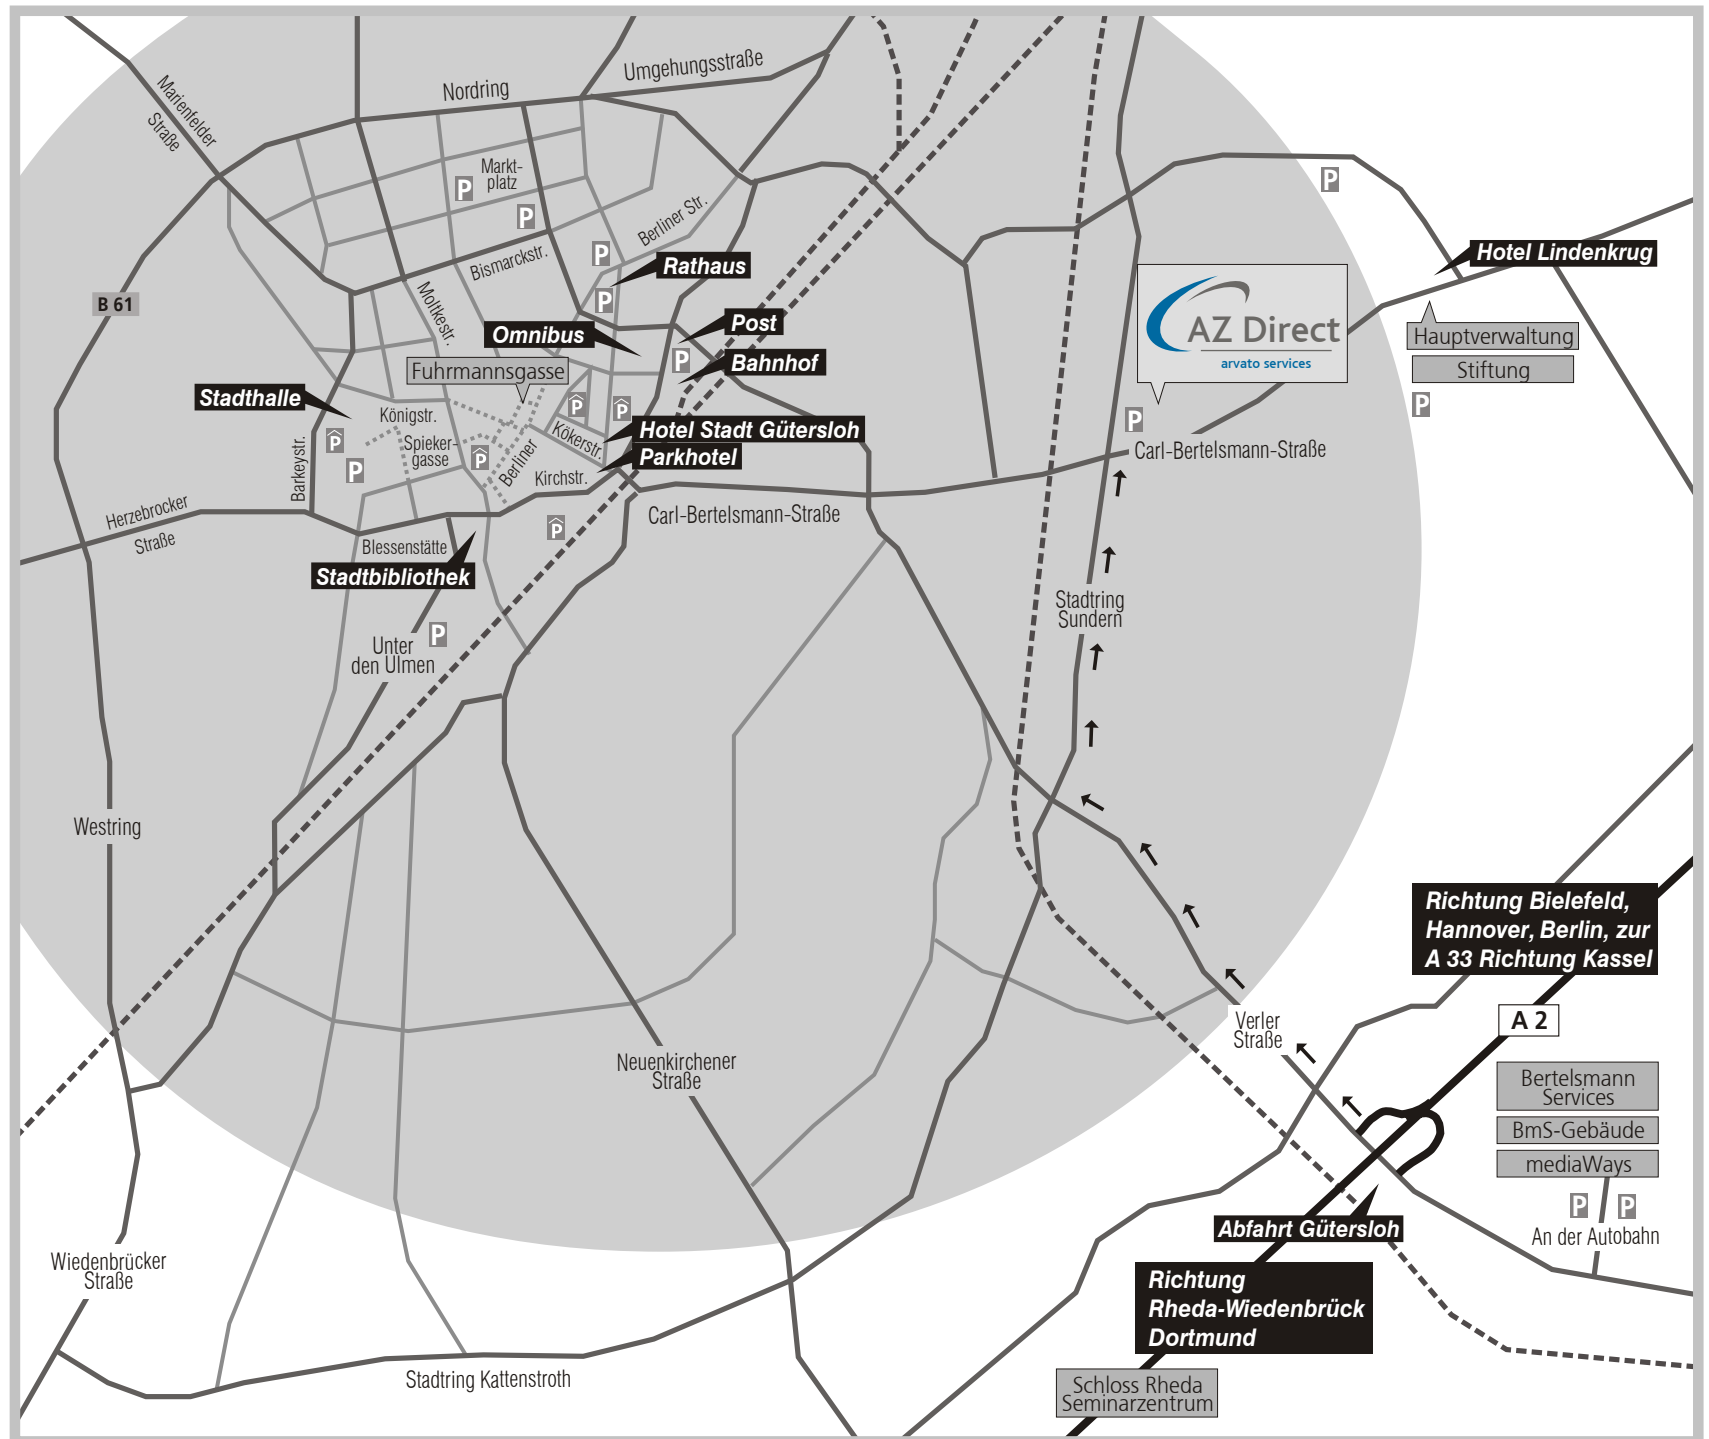 Umgehungsstraße
Nordring
Marienfelder
Straße
Markt-
platz
P
P
P
Berliner Str.
P
Bismarckstr.
Rathaus
Hotel Lindenkrug
B 61
Moltkestr.
P
AZ Direct
arvato services
Post
Omnibus
Hauptverwaltung
Stiftung
P
P
Bahnhof
Fuhrmannsgasse
Stadthalle
P
P
P
Königstr.
Hotel Stadt Gütersloh
Kökerstr.
P
Spieker-
gasse
P
P
Berliner
Parkhotel
Carl-Bertelsmann-Straße
Barkeystr.
P
Kirchstr.
Herzebrocker
Straße
Carl-Bertelsmann-Straße
P
Blessenstätte
Stadtbibliothek
Stadtring
Sundern
P
Unter
den Ulmen
Westring
Richtung Bielefeld,
Hannover, Berlin, zur
A 33 Richtung Kassel
A 2
Verler
Straße
Neuenkirchener
Straße
Bertelsmann
Services
BmS-Gebäude
mediaWays
P
P
Abfahrt Gütersloh
An der Autobahn
Wiedenbrücker
Straße
Richtung
Rheda-Wiedenbrück
Dortmund
Stadtring Kattenstroth
Schloss Rheda
Seminarzentrum